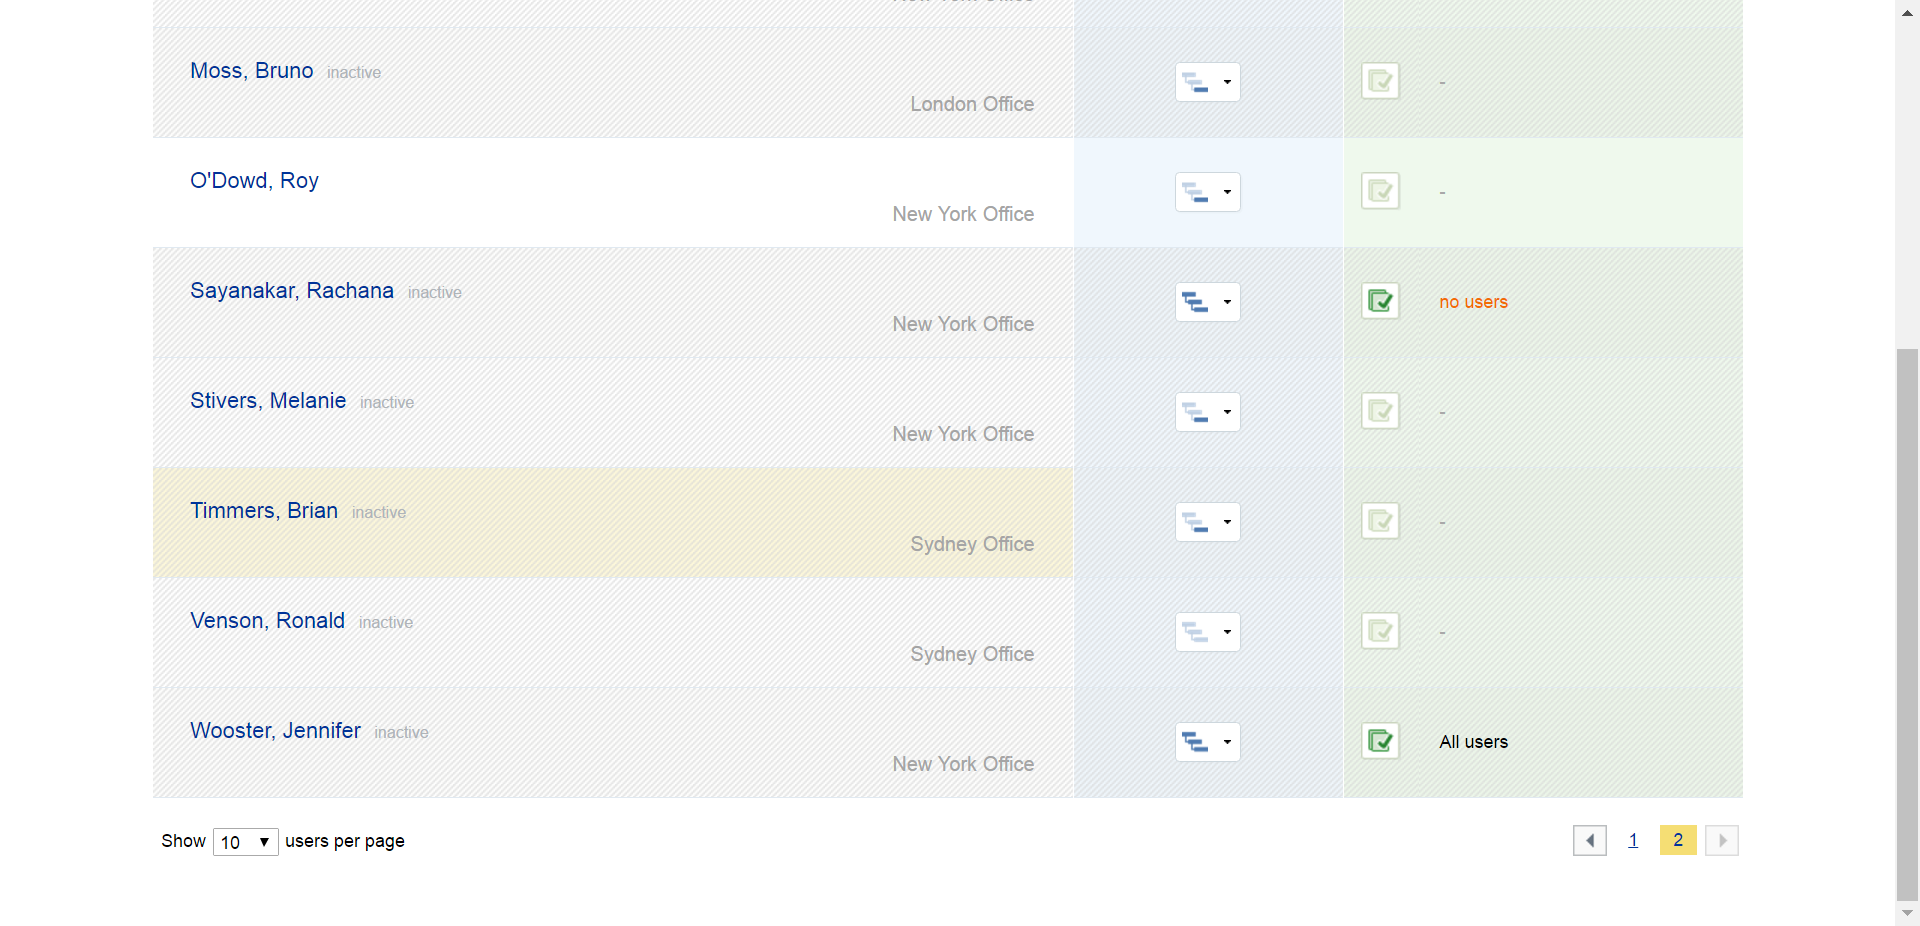 Moss, Bruno inactive
London Office
-
O'Dowd, Roy
New York Office
-
Sayanakar, Rachana inactive
New York Office
no users
Stivers, Melanie inactive
New York Office
-
Timmers, Brian inactive
Sydney Office
-
Venson, Ronald inactive
Sydney Office
-
Wooster, Jennifer inactive
New York Office
All users
Show 10 users per page
1 2